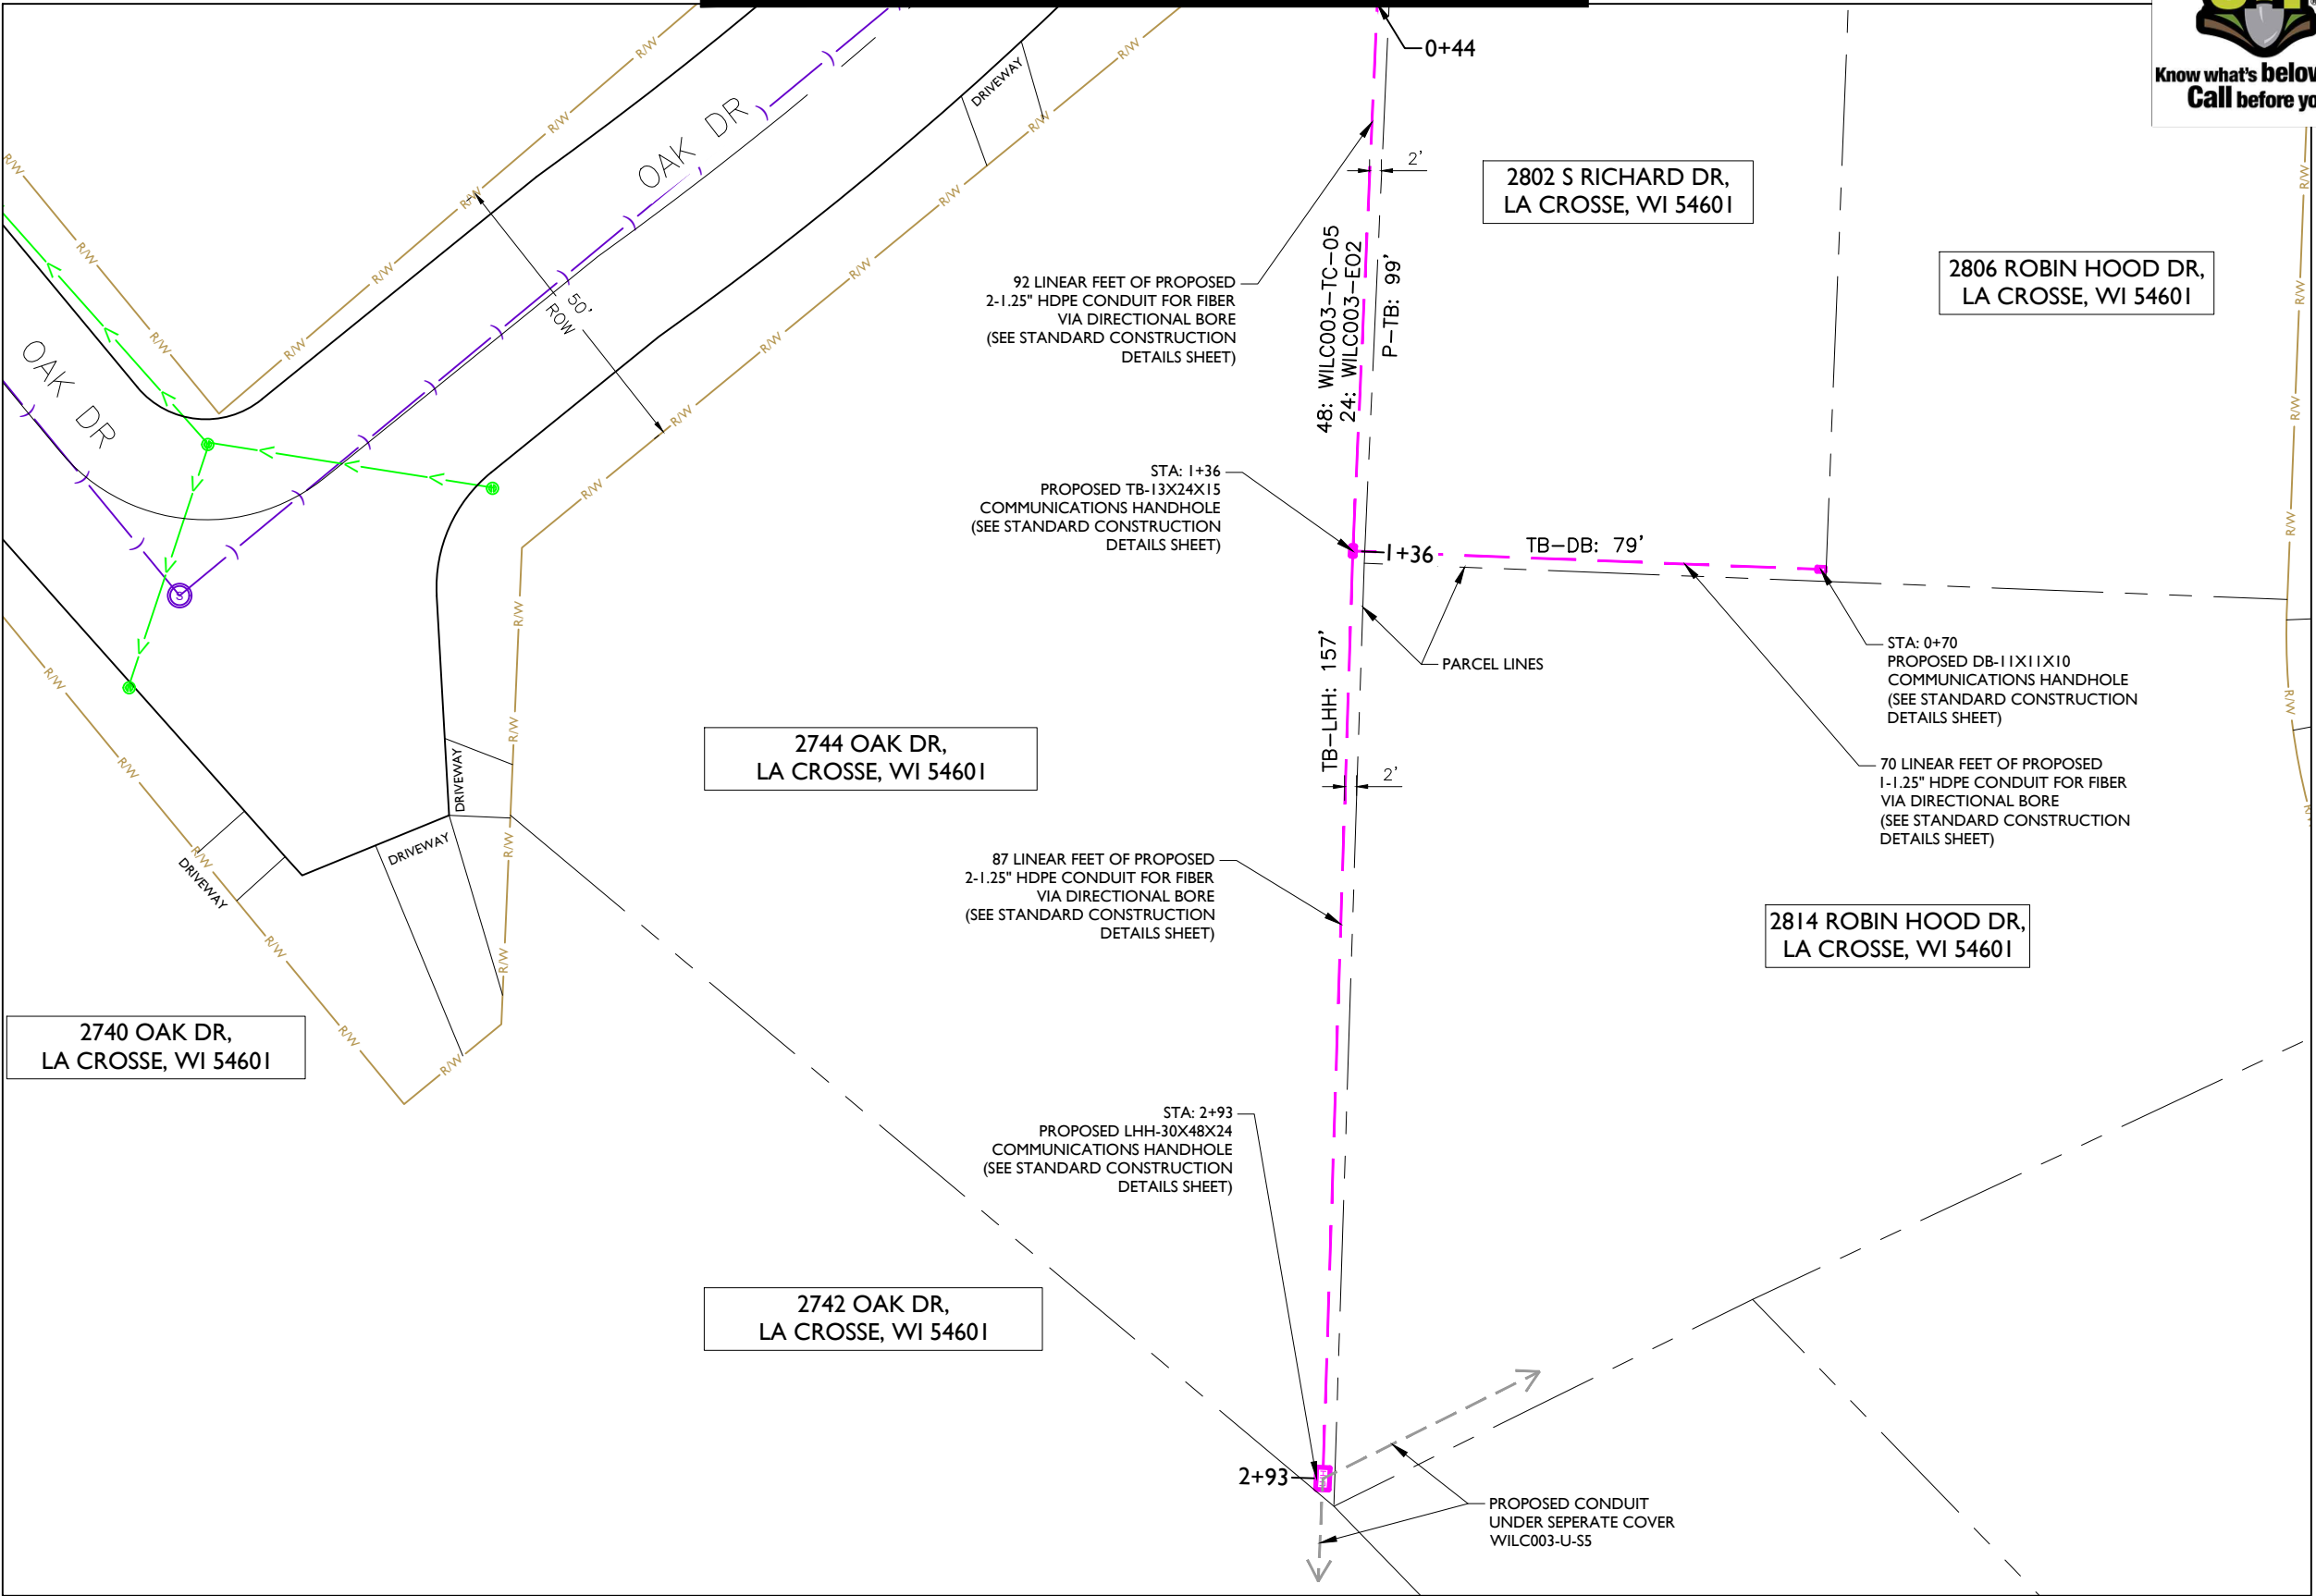 0+44
Know what's below
Call before yo
DRIVEWAY
OAK DR
2'
2802 S RICHARD DR,
LA CROSSE, WI 54601
R/W
R/W
R/W
R/W
R/W
R/W
R/W
R/W
R/W
R/W
R/W
R/W
R/W
R/W
2806 ROBIN HOOD DR,
LA CROSSE, WI 54601
92 LINEAR FEET OF PROPOSED
2-1.25" HDPE CONDUIT FOR FIBER
VIA DIRECTIONAL BORE
(SEE STANDARD CONSTRUCTION
DETAILS SHEET)
48: WILC003-TC-05
24: WILC003-E02
P-TB: 99'
50'
ROW
OAK DR
STA: 1+36
PROPOSED TB-13X24X15
COMMUNICATIONS HANDHOLE
(SEE STANDARD CONSTRUCTION
DETAILS SHEET)
1+36
TB-DB: 79'
S
R/W
R/W
R/W
R/W
R/W
R/W
R/W
R/W
R/W
R/W
R/W
R/W
R/W
TB-LHH: 157'
PARCEL LINES
STA: 0+70
PROPOSED DB-11X11X10
COMMUNICATIONS HANDHOLE
(SEE STANDARD CONSTRUCTION
DETAILS SHEET)
2744 OAK DR,
LA CROSSE, WI 54601
DRIVEWAY
2'
70 LINEAR FEET OF PROPOSED
1-1.25" HDPE CONDUIT FOR FIBER
VIA DIRECTIONAL BORE
(SEE STANDARD CONSTRUCTION
DETAILS SHEET)
DRIVEWAY
DRIVEWAY
87 LINEAR FEET OF PROPOSED
2-1.25" HDPE CONDUIT FOR FIBER
VIA DIRECTIONAL BORE
(SEE STANDARD CONSTRUCTION
DETAILS SHEET)
2814 ROBIN HOOD DR,
LA CROSSE, WI 54601
2740 OAK DR,
LA CROSSE, WI 54601
STA: 2+93
PROPOSED LHH-30X48X24
COMMUNICATIONS HANDHOLE
(SEE STANDARD CONSTRUCTION
DETAILS SHEET)
2742 OAK DR,
LA CROSSE, WI 54601
2+93
PROPOSED CONDUIT
UNDER SEPERATE COVER
WILC003-U-S5